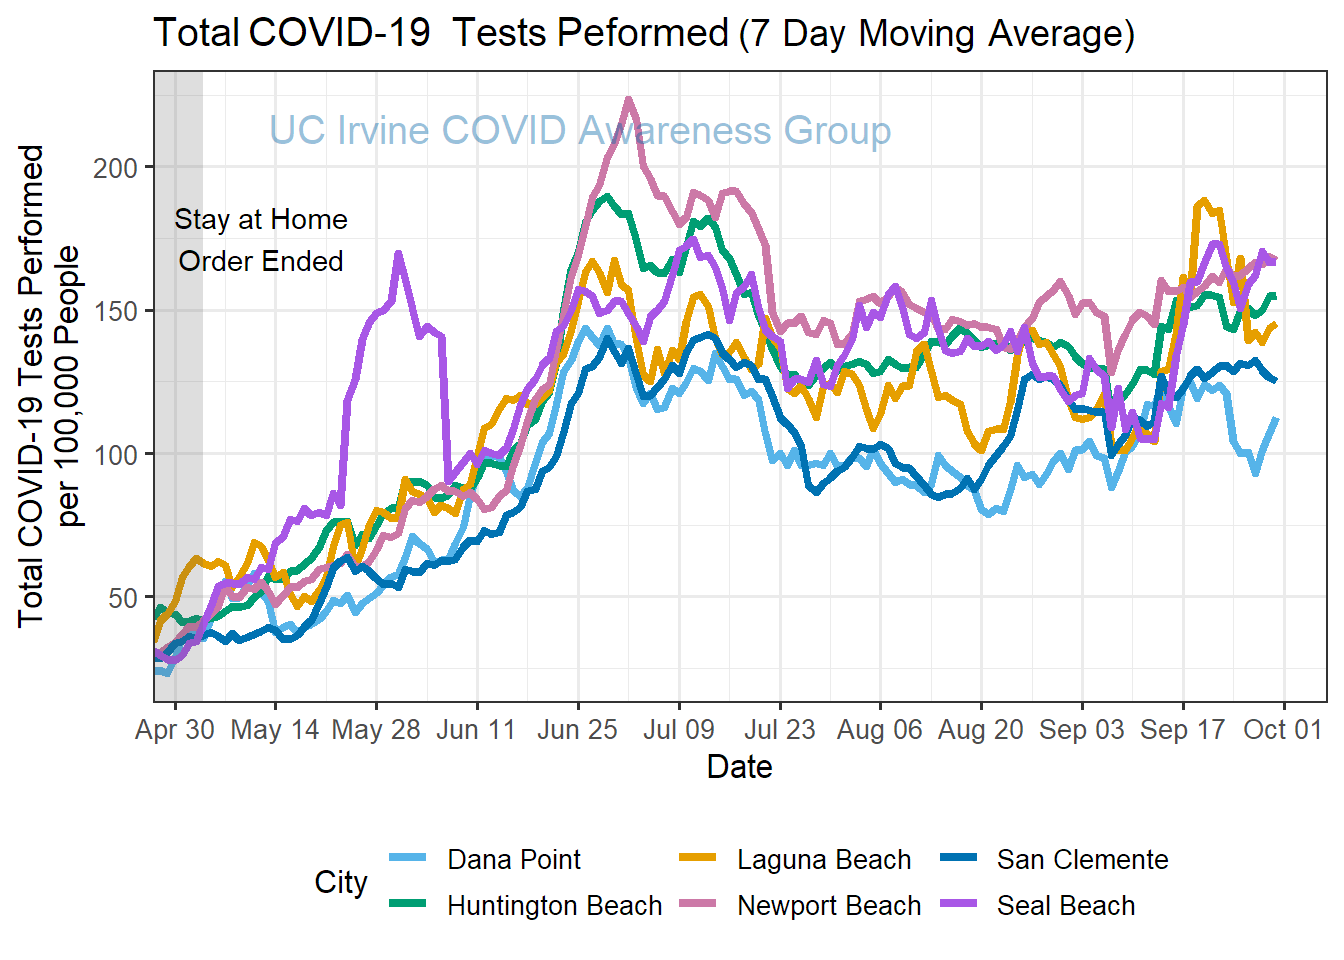 Total COVID-19  Tests Peformed (7 Day Moving Average)
UC Irvine COVID Awareness Group
Stay at Home
Order Ended
Total COVID-19 Tests Performed
per 100,000 People
200
150
100
50
Apr 30 May 14 May 28 Jun 11 Jun 25 Jul 09 Jul 23 Aug 06 Aug 20 Sep 03 Sep 17 Oct 01
Date
City
Dana Point Laguna Beach San Clemente
Huntington Beach Newport Beach Seal Beach